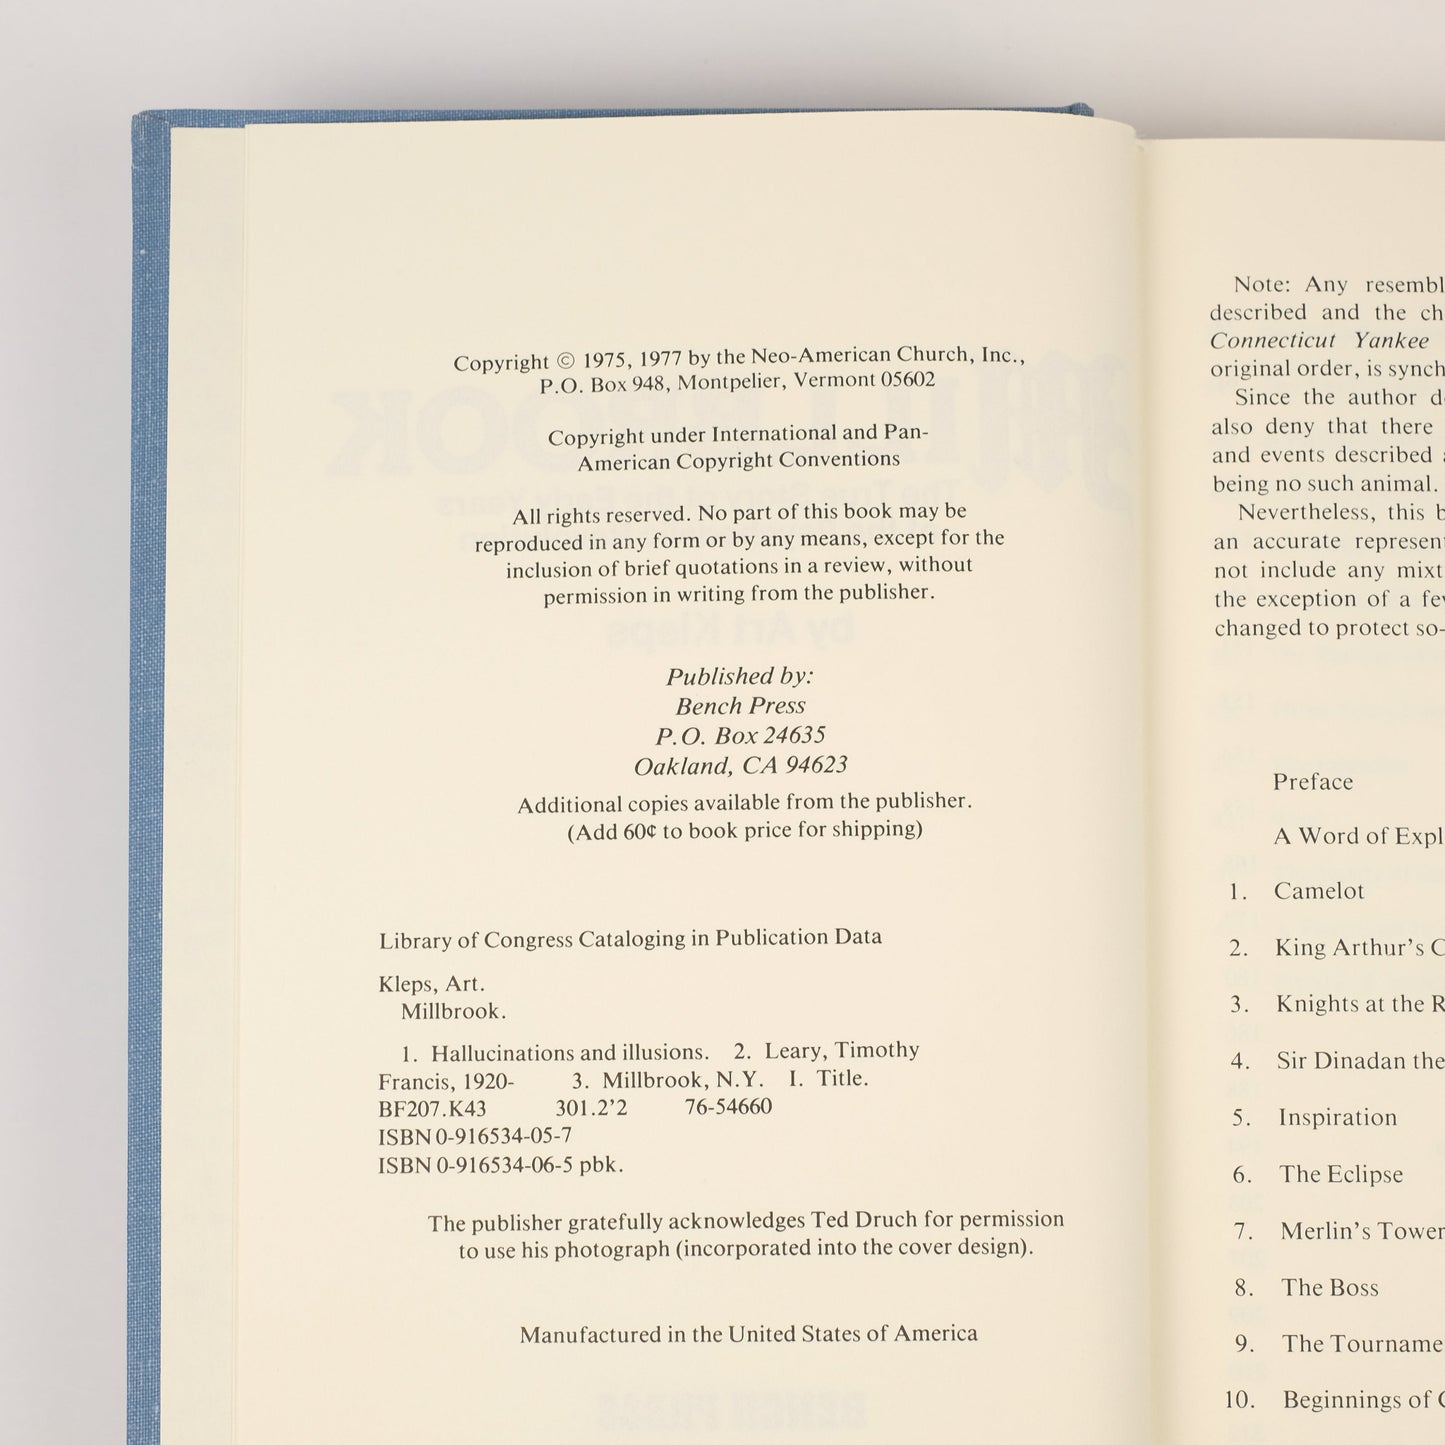 Copyright © 1975, 1977 by the Neo-American Church, Inc.,
P.O. Box 948, Montpelier, Vermont 05602
Copyright under International and Pan-
American Copyright Conventions
All rights reserved. No part of this book may be
reproduced in any form or by any means, except for the
inclusion of brief quotations in a review, without
permission in writing from the publisher.
Published by:
Bench Press
P.O. Box 24635
Oakland, CA 94623
Additional copies available from the publisher.
(Add 60¢ to book price for shipping)
Library of Congress Cataloging in Publication Data
Kleps, Art.
Millbrook.
1. Hallucinations and illusions. 2. Leary, Timothy
Francis, 1920- 3. Millbrook, N.Y. I. Title.
BF207.K43 301.2’2 76-54660
ISBN 0-916534-05-7
ISBN 0-916534-06-5 pbk.
The publisher gratefully acknowledges Ted Druch for permission
to use his photograph (incorporated into the cover design).
Manufactured in the United States of America
Note: Any
described and the
Connecticut Yankee
original order, is
Since the author
also deny that there
and events described
being no such animal.
Nevertheless, this
an accurate
not include any
the exception of a
changed to protect so-
Preface
A Word of
1. Camelot
2. King Arthur’s
3. Knights at the
4. Sir Dinadan the
5. Inspiration
6. The Eclipse
7. Merlin’s Tower
8. The Boss
9. The
10. Beginnings of